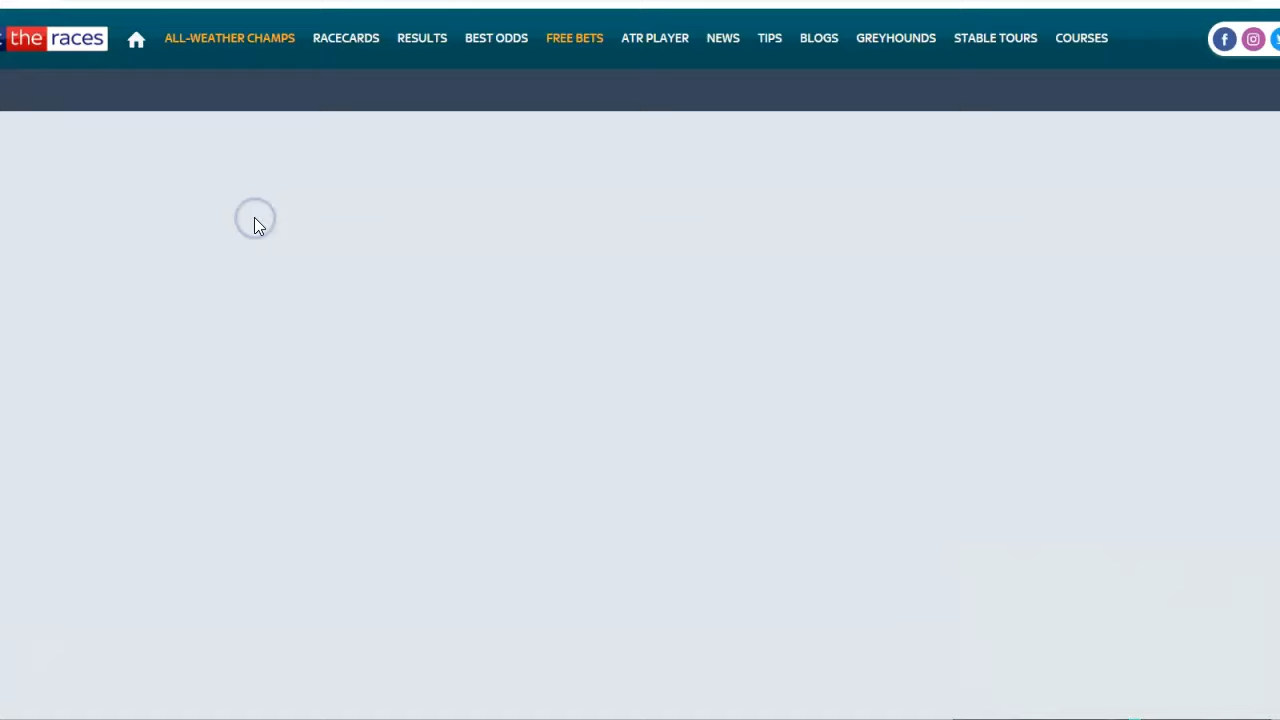 the races ALL-WEATHER CHAMPS RACECARDS RESULTS BEST ODDS FREE BETS ATR PLAYER NEWS TIPS BLOGS GREYHOUNDS STABLE TOURS COURSES